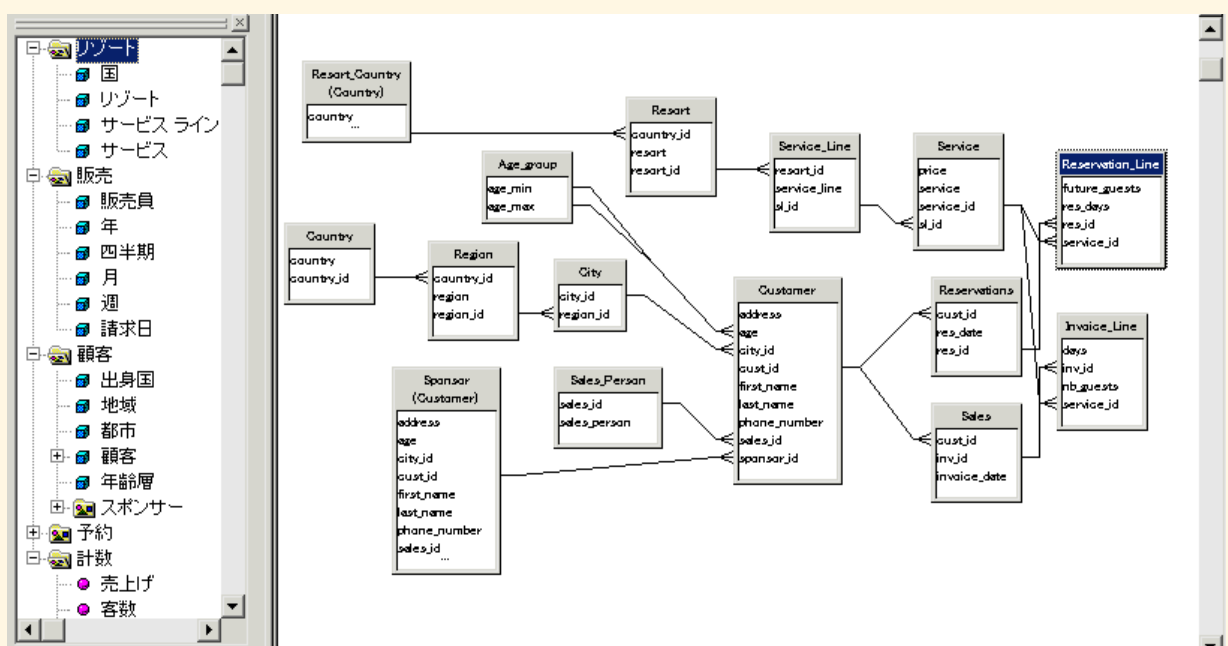 リゾート
国
リゾート
サービス ライン
サービス
販売
販売員
年
四半期
月
週
請求日
顧客
出身国
地域
都市
顧客
年齢層
スポンサー
予約
計数
売上げ
客数
Resort_Country
(Country)
country
...
Resort
country_id
resort
resort_id
Age_group
age_min
age_max
Service_Line
resort_id
service_line
sl_id
Service
price
service
service_id
sl_id
Reservation_Line
future_guests
res_days
res_id
service_id
Country
country
country_id
Region
country_id
region
region_id
City
city_id
region_id
Customer
address
age
city_id
cust_id
first_name
last_name
phone_number
sales_id
sponsor_id
Reservations
cust_id
res_date
res_id
Invoice_Line
days
inv_id
nb_guests
service_id
Sponsor
(Customer)
address
age
city_id
cust_id
first_name
last_name
phone_number
sales_id
...
Sales_Person
sales_id
sales_person
Sales
cust_id
inv_id
invoice_date